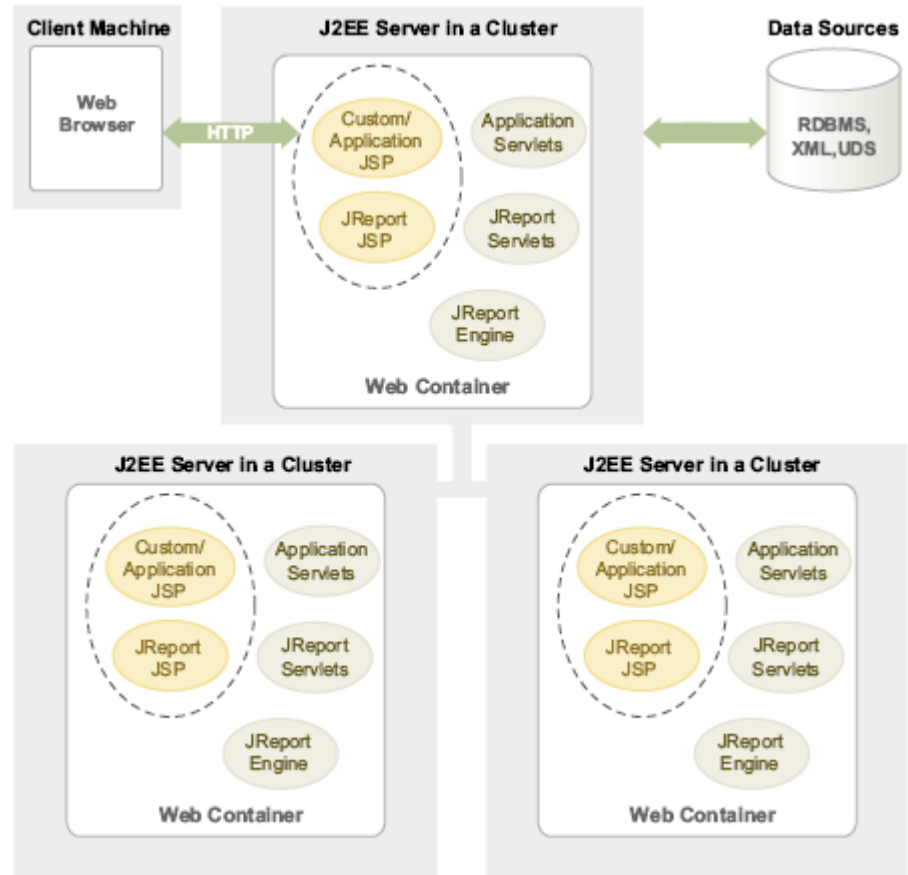 Client Machine
Web
Browser
HTTP
J2EE Server in a Cluster
Custom/
Application
JSP
Application
Servlets
JReport
JSP
JReport
Servlets
JReport
Engine
Web Container
Data Sources
RDBMS,
XML,UDS
J2EE Server in a Cluster
Custom/
Application
JSP
Application
Servlets
JReport
JSP
JReport
Servlets
JReport
Engine
Web Container
J2EE Server in a Cluster
Custom/
Application
JSP
Application
Servlets
JReport
JSP
JReport
Servlets
JReport
Engine
Web Container